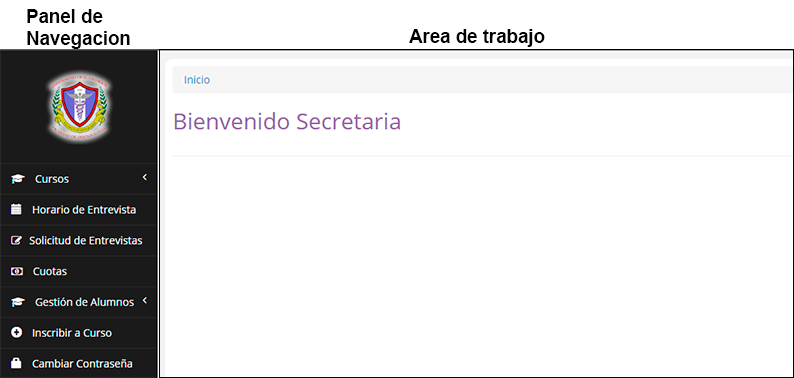 Panel de
Navegacion
Area de trabajo
Inicio
Bienvenido Secretaria
Cursos
Horario de Entrevista
Solicitud de Entrevistas
Cuotas
Gestión de Alumnos
Inscribir a Curso
Cambiar Contraseña